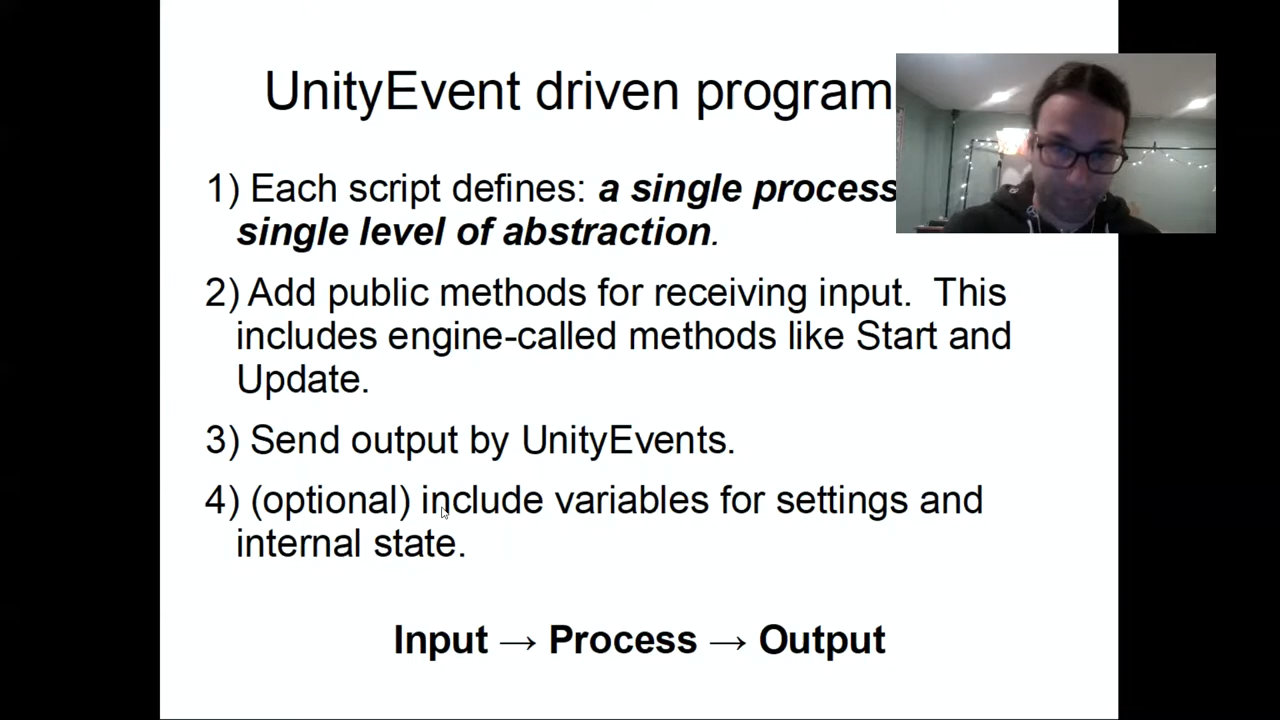 UnityEvent driven program
1) Each script defines: a single process
single level of abstraction.
2) Add public methods for receiving input.  This
includes engine-called methods like Start and
Update.
3) Send output by UnityEvents.
4) (optional) include variables for settings and
internal state.
Input → Process → Output